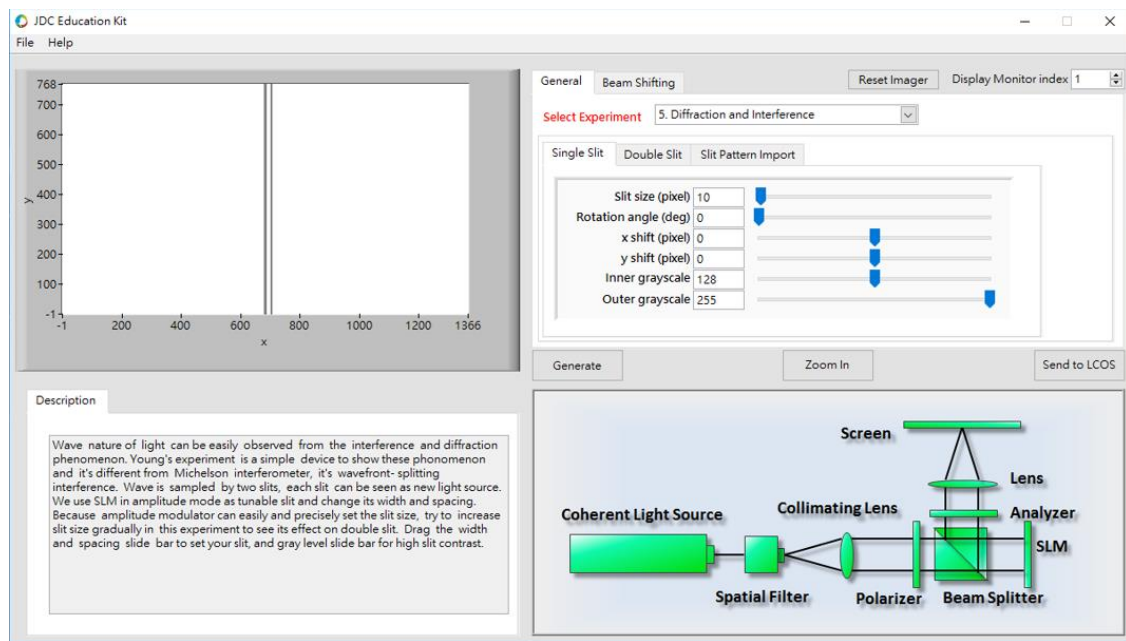 JDC Education Kit
File Help
768
700
600
500
400
300
200
100
-1
y
-1 200 400 600 800 1000 1200 1366
x
General Beam Shifting Reset Imager Display Monitor index 1
Select Experiment 5. Diffraction and Interference
Single Slit Double Slit Slit Pattern Import
Slit size (pixel) 10
Rotation angle (deg) 0
x shift (pixel) 0
y shift (pixel) 0
Inner grayscale 128
Outer grayscale 255
Generate Zoom In Send to LCOS
Description
Wave nature of light can be easily observed from the interference and diffraction
phenomenon. Young's experiment is a simple device to show these phonomenon
and it's different from Michelson interferometer, it's wavefront- splitting
interference. Wave is sampled by two slits, each slit can be seen as new light source.
We use SLM in amplitude mode as tunable slit and change its width and spacing.
Because amplitude modulator can easily and precisely set the slit size, try to increase
slit size gradually in this experiment to see its effect on double slit. Drag the width
and spacing slide bar to set your slit, and gray level slide bar for high slit contrast.
Screen
Lens
Coherent Light Source Collimating Lens Analyzer
SLM
Spatial Filter Polarizer Beam Splitter